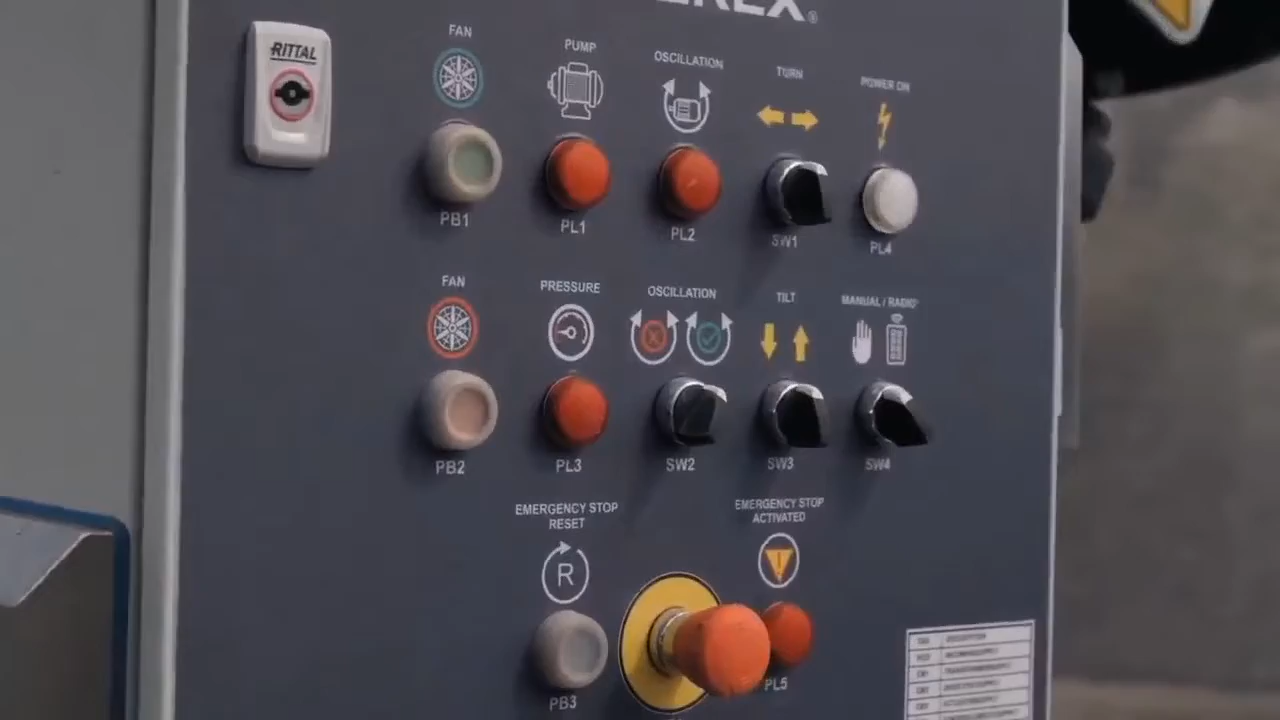 RITTAL
FAN
PUMP
OSCILLATION
TURN
POWER ON
PB1
PL1
PL2
SW1
PL4
FAN
PRESSURE
OSCILLATION
TILT
MANUAL / RADIO
PB2
PL3
SW2
SW3
SW4
EMERGENCY STOP
RESET
EMERGENCY STOP
ACTIVATED
R
PB3
PL5